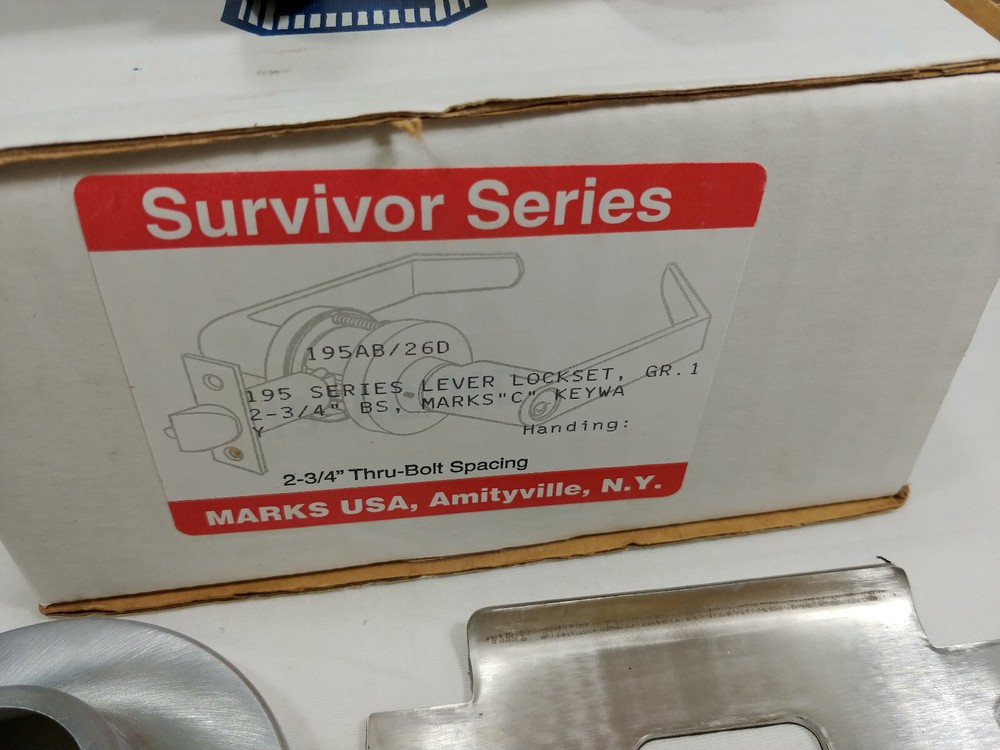 Survivor Series
195AB/26D
195 SERIES LEVER LOCKSET, GR.1
2-3/4" BS, MARKS"C" KEYWA
Y
Handing:
2-3/4" Thru-Bolt Spacing
MARKS USA, Amityville, N.Y.